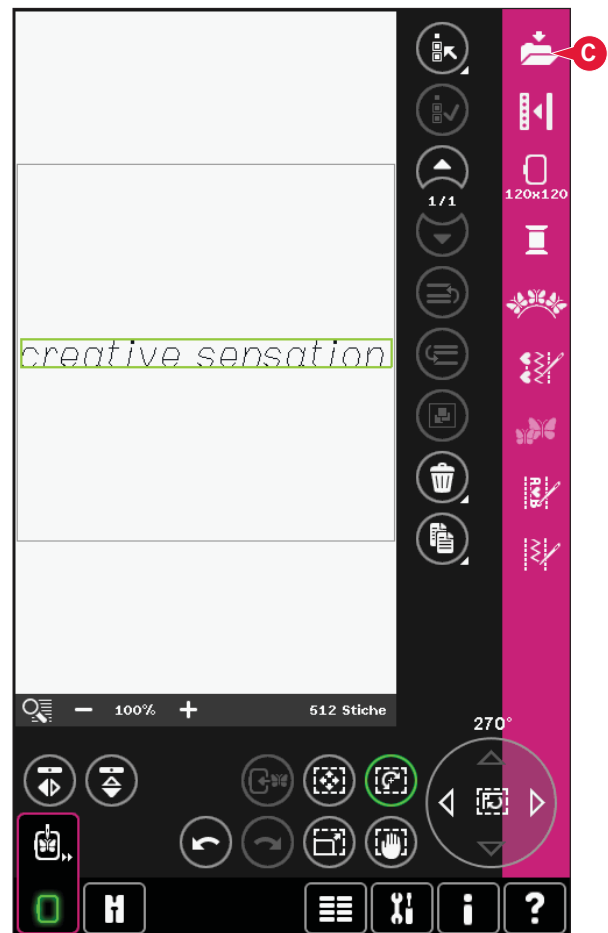 C
120x120
1/1
creative sensation
100%
512 Stiche
270°
A B
?